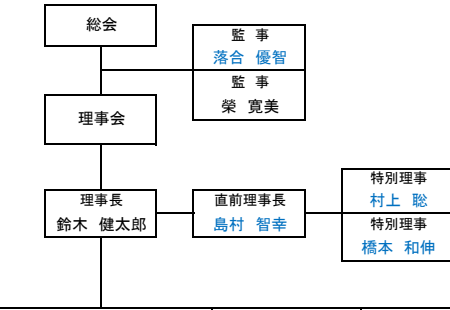 総会
監 事
落合 優智
監 事
榮 寛美
理事会
理事長
鈴木 健太郎
直前理事長
島村 智幸
特別理事
村上 聡
特別理事
橋本 和伸